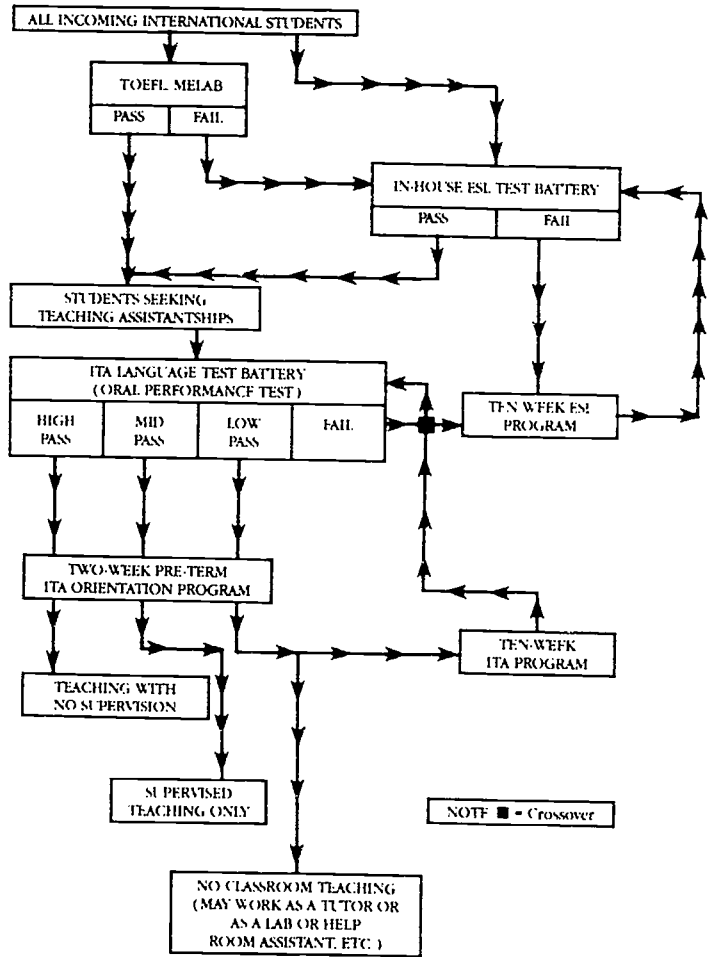 ALL INCOMING INTERNATIONAL STUDENTS
TOEFL MELAB
PASS FAIL
IN-HOUSE ESL TEST BATTERY
PASS FAIL
STUDENTS SEEKING
TEACHING ASSISTANTSHIPS
ITA LANGUAGE TEST BATTERY
(ORAL PERFORMANCE TEST)
HIGH MID LOW FAIL
PASS PASS PASS
TEN WEEK ESL
PROGRAM
TWO-WEEK PRE-TERM
ITA ORIENTATION PROGRAM
TEN-WEEK
ITA PROGRAM
TEACHING WITH
NO SUPERVISION
SUPERVISED
TEACHING ONLY
NOTE ■ = Crossover
NO CLASSROOM TEACHING
(MAY WORK AS A TUTOR OR
AS A LAB OR HELP
ROOM ASSISTANT, ETC.)